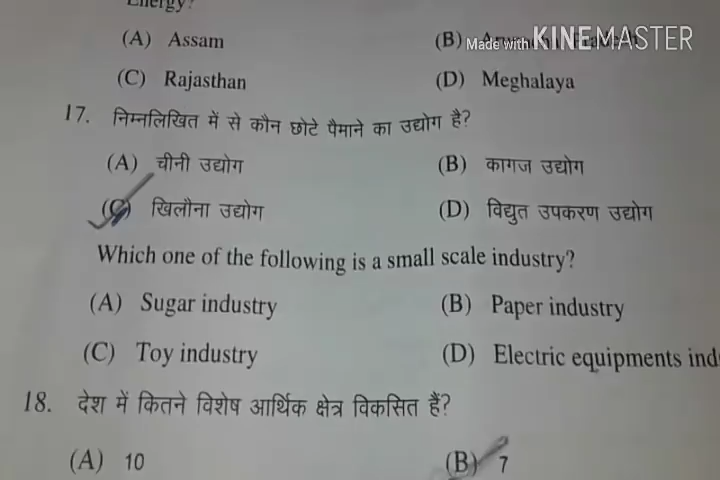 Energy?
(A) Assam (B)
Made with KINEMASTER
(C) Rajasthan (D) Meghalaya
17. निम्नलिखित में से कौन छोटे पैमाने का उद्योग है?
(A) चीनी उद्योग (B) कागज उद्योग
(C) खिलौना उद्योग (D) विद्युत उपकरण उद्योग
Which one of the following is a small scale industry?
(A) Sugar industry (B) Paper industry
(C) Toy industry (D) Electric equipments ind
18. देश में कितने विशेष आर्थिक क्षेत्र विकसित हैं?
(A) 10 (B) 7